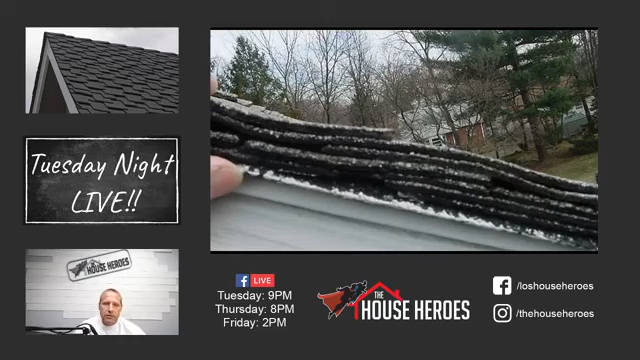 Tuesday Night
LIVE!!
THE
HOUSE HEROES
f LIVE
Tuesday: 9PM
Thursday: 8PM
Friday: 2PM
THE
HOUSE HEROES
f /loshouseheroes
/thehouseheroes